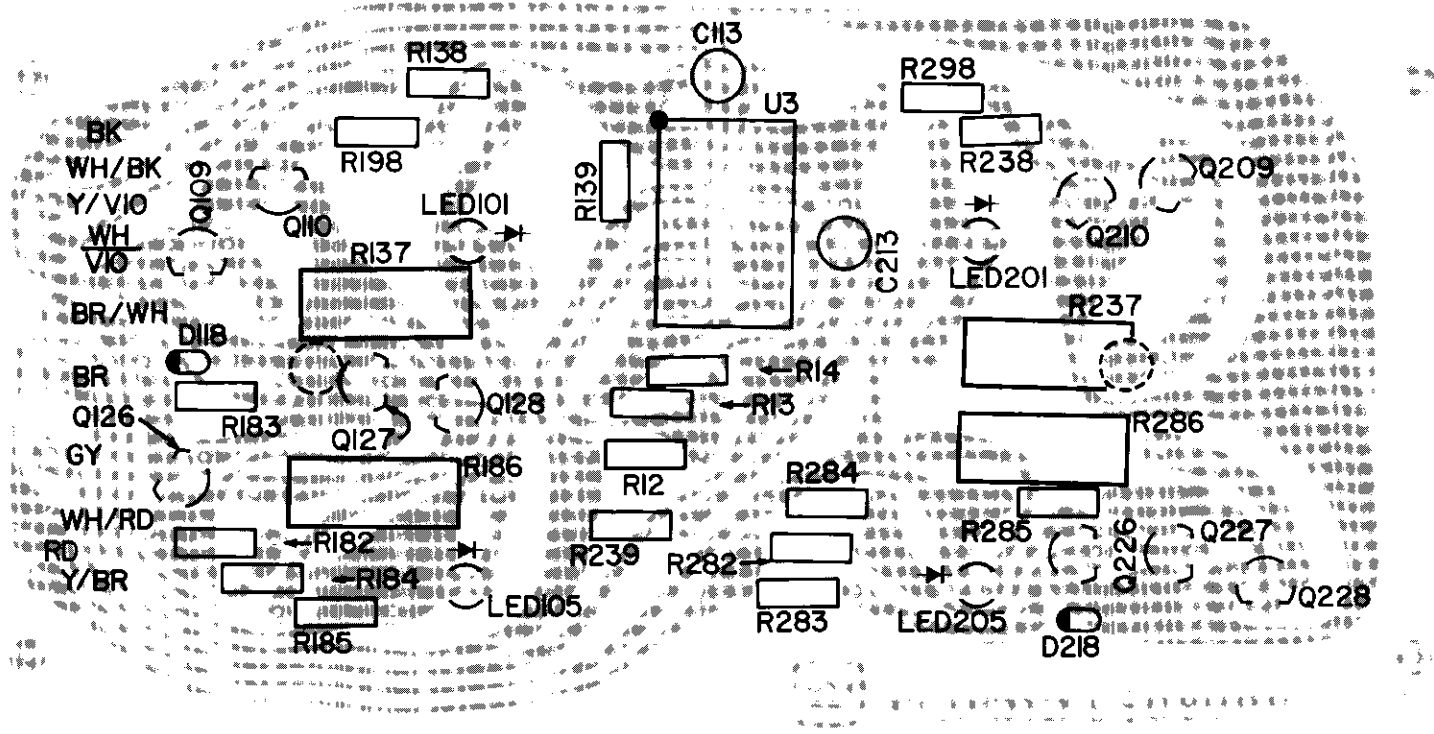 C113
R138
R298
U3
BK
R198
R238
WH/BK
Q109
R139
Q209
Y/VIO
LED101
Q110
Q210
WH
VIO
R137
C213
LED201
BR/WH
R237
D118
R14
BR
Q128
R13
Q126
R183
R286
Q127
GY
R186
R12
R284
WH/RD
R285
Q226
Q227
RD
R182
R239
R282
Y/BR
R184
LED105
Q228
R283
LED205
R185
D218